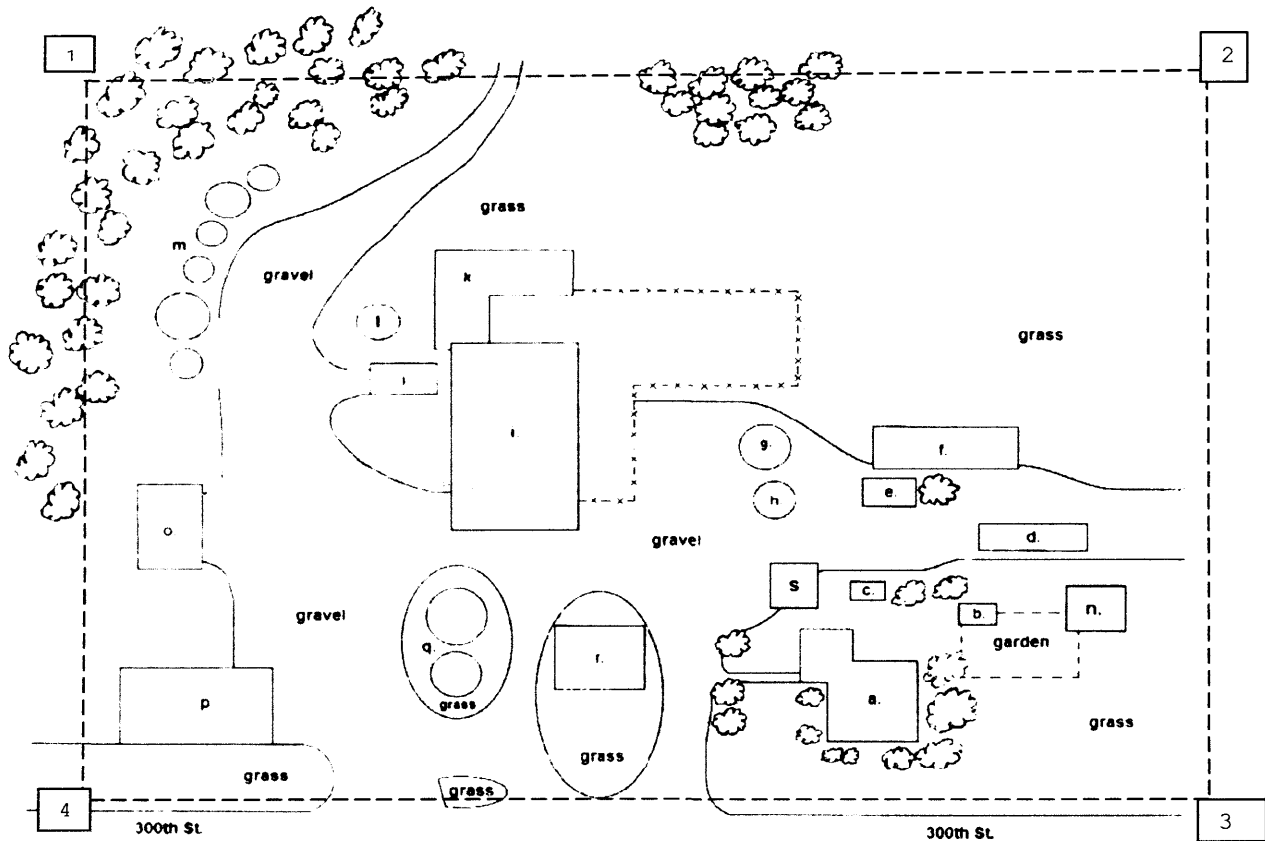 1
2
grass
m
gravel
k
grass
g.
f.
h
e.
o
gravel
d.
s
c.
b.
n.
gravel
garden
q.
r.
p
a.
grass
grass
grass
grass
grass
4
3
300th St.
300th St.